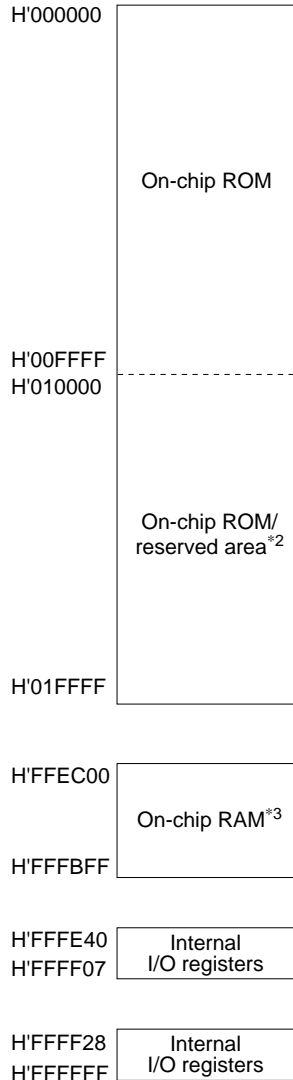 H'000000
On-chip ROM
H'00FFFF
H'010000
On-chip ROM/
reserved area*2
H'01FFFF
H'FFEC00
On-chip RAM*3
H'FFFBFF
H'FFFE40
Internal
I/O registers
H'FFFF07
H'FFFF28
Internal
I/O registers
H'FFFFFF